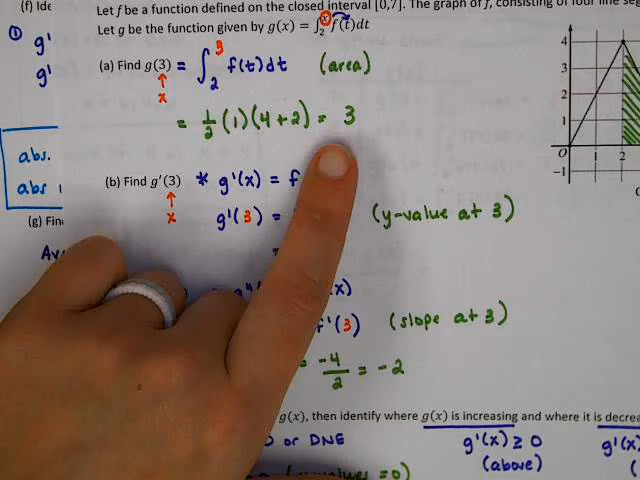 (f) Ide
Let f be a function defined on the closed interval [0,7]. The graph of f, consisting of four line seg
Let g be the function given by g(x) = ∫₂ˣ f(t)dt
①
g'
g'
(a) Find g(3) = ∫₂³ f(t)dt (area)
↑
x
= 1/2 (1)(4+2) = 3
abs.
abs
(b) Find g'(3) * g'(x) = f
↑
x
g'(3) = (y-value at 3)
(g) Fin
Av
=
g'' x)
f'(3) (slope at 3)
= -4/2 = -2
g(x), then identify where g(x) is increasing and where it is decrea
or DNE
g'(x) ≥ 0
g'(x)
(above)
(
= 0)
4
3
2
1
O
1 2
-1